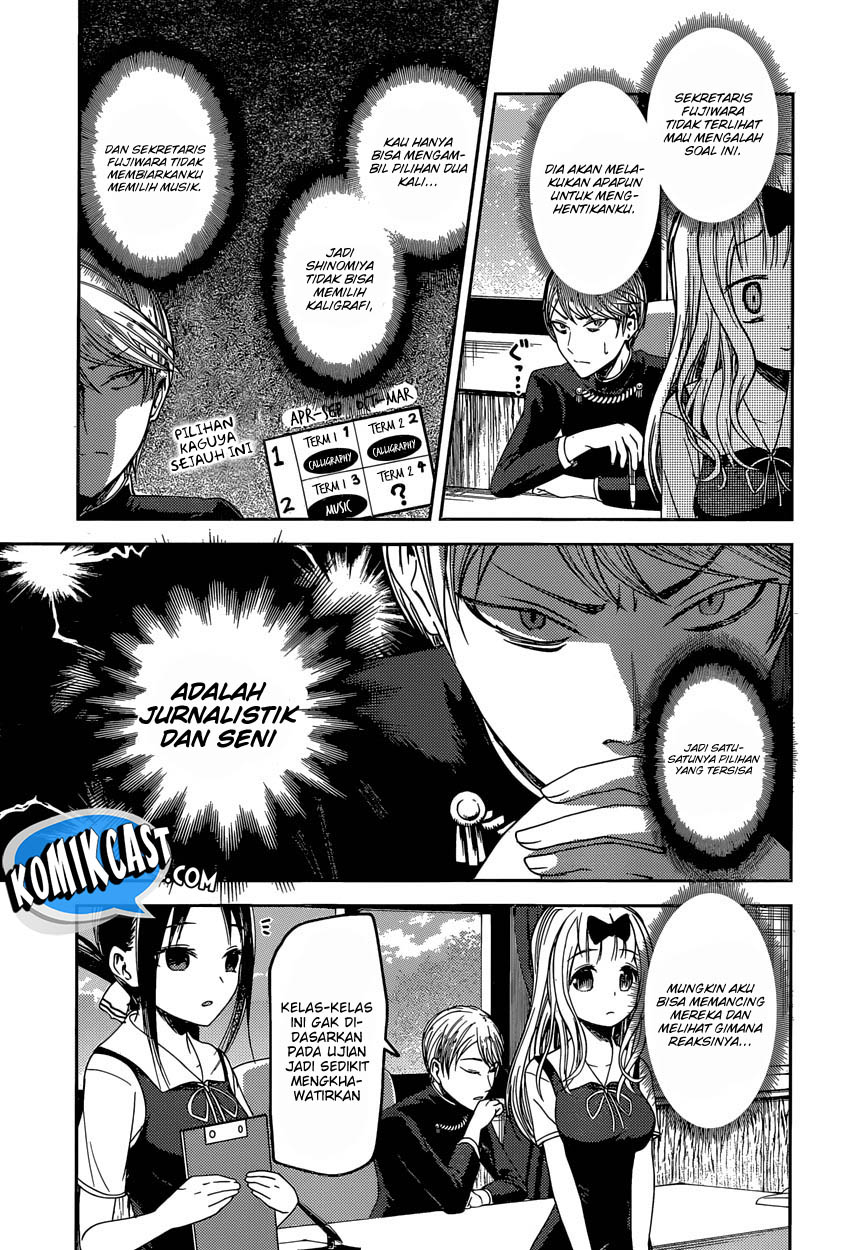 SEKRETARIS
FUJIWARA
TIDAK TERLIHAT
MAU MENGALAH
SOAL INI.
DIA AKAN MELA-
KUKAN APAPUN
UNTUK MENG-
HENTIKANKU.
ぐっ…
KAU HANYA
BISA MENGAM-
BIL PILIHAN DUA
KALI...
JADI
SHINOMIYA
TIDAK BISA
MEMILIH
KALIGRAFI,
DAN SEKRETARIS
FUJIWARA TIDAK
MEMBIARKANKU
MEMILIH MUSIK.
PILIHAN
KAGUYA
SEJAUH INI
APR-SEP OCT-MAR
1 TERM 1 1 TERM 2 2
CALLIGRAPHY CALLIGRAPHY
2 TERM 1 3 TERM 2 4
MUSIC ?
JADI SATU-
SATUNYA PILIHAN
YANG TERSISA
ADALAH
JURNALISTIK
DAN SENI
KOMIKCAST
.COM
MUNGKIN AKU
BISA MEMANCING
MEREKA DAN
MELIHAT GIMANA
REAKSINYA...
KELAS-KELAS
INI GAK DI-
DASARKAN
PADA UJIAN
JADI SEDIKIT
MENGKHA-
WATIRKAN